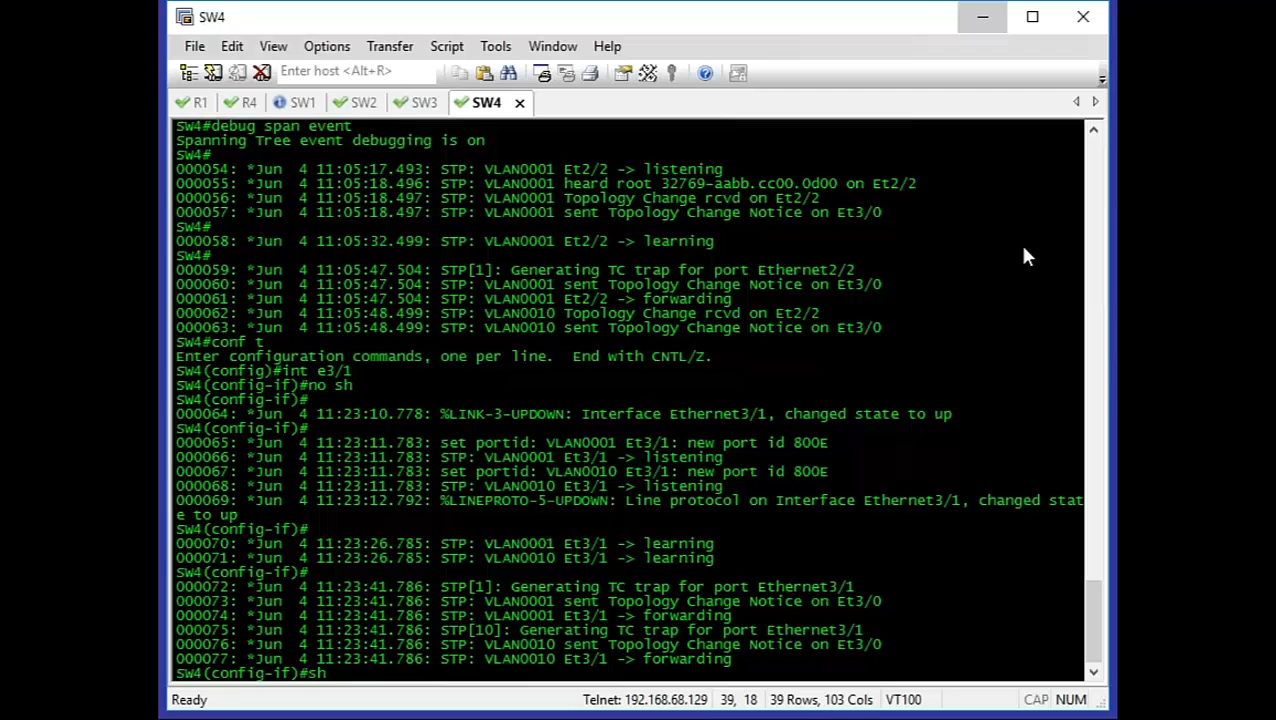 SW4
File Edit View Options Transfer Script Tools Window Help
Enter host <Alt+R>
R1 R4 SW1 SW2 SW3 SW4
SW4#debug span event
Spanning Tree event debugging is on
SW4#
000054: *Jun  4 11:05:17.493: STP: VLAN0001 Et2/2 -> listening
000055: *Jun  4 11:05:18.496: STP: VLAN0001 heard root 32769-aabb.cc00.0d00 on Et2/2
000056: *Jun  4 11:05:18.497: STP: VLAN0001 Topology Change rcvd on Et2/2
000057: *Jun  4 11:05:18.497: STP: VLAN0001 sent Topology Change Notice on Et3/0
SW4#
000058: *Jun  4 11:05:32.499: STP: VLAN0001 Et2/2 -> learning
SW4#
000059: *Jun  4 11:05:47.504: STP[1]: Generating TC trap for port Ethernet2/2
000060: *Jun  4 11:05:47.504: STP: VLAN0001 sent Topology Change Notice on Et3/0
000061: *Jun  4 11:05:47.504: STP: VLAN0001 Et2/2 -> forwarding
000062: *Jun  4 11:05:48.499: STP: VLAN0010 Topology Change rcvd on Et2/2
000063: *Jun  4 11:05:48.499: STP: VLAN0010 sent Topology Change Notice on Et3/0
SW4#conf t
Enter configuration commands, one per line.  End with CNTL/Z.
SW4(config)#int e3/1
SW4(config-if)#no sh
SW4(config-if)#
000064: *Jun  4 11:23:10.778: %LINK-3-UPDOWN: Interface Ethernet3/1, changed state to up
SW4(config-if)#
000065: *Jun  4 11:23:11.783: set portid: VLAN0001 Et3/1: new port id 800E
000066: *Jun  4 11:23:11.783: STP: VLAN0001 Et3/1 -> listening
000067: *Jun  4 11:23:11.783: set portid: VLAN0010 Et3/1: new port id 800E
000068: *Jun  4 11:23:11.783: STP: VLAN0010 Et3/1 -> listening
000069: *Jun  4 11:23:12.792: %LINEPROTO-5-UPDOWN: Line protocol on Interface Ethernet3/1, changed stat
e to up
SW4(config-if)#
000070: *Jun  4 11:23:26.785: STP: VLAN0001 Et3/1 -> learning
000071: *Jun  4 11:23:26.785: STP: VLAN0010 Et3/1 -> learning
SW4(config-if)#
000072: *Jun  4 11:23:41.786: STP[1]: Generating TC trap for port Ethernet3/1
000073: *Jun  4 11:23:41.786: STP: VLAN0001 sent Topology Change Notice on Et3/0
000074: *Jun  4 11:23:41.786: STP: VLAN0001 Et3/1 -> forwarding
000075: *Jun  4 11:23:41.786: STP[10]: Generating TC trap for port Ethernet3/1
000076: *Jun  4 11:23:41.786: STP: VLAN0010 sent Topology Change Notice on Et3/0
000077: *Jun  4 11:23:41.786: STP: VLAN0010 Et3/1 -> forwarding
SW4(config-if)#sh
Ready Telnet: 192.168.68.129 39, 18 39 Rows, 103 Cols VT100 CAP NUM